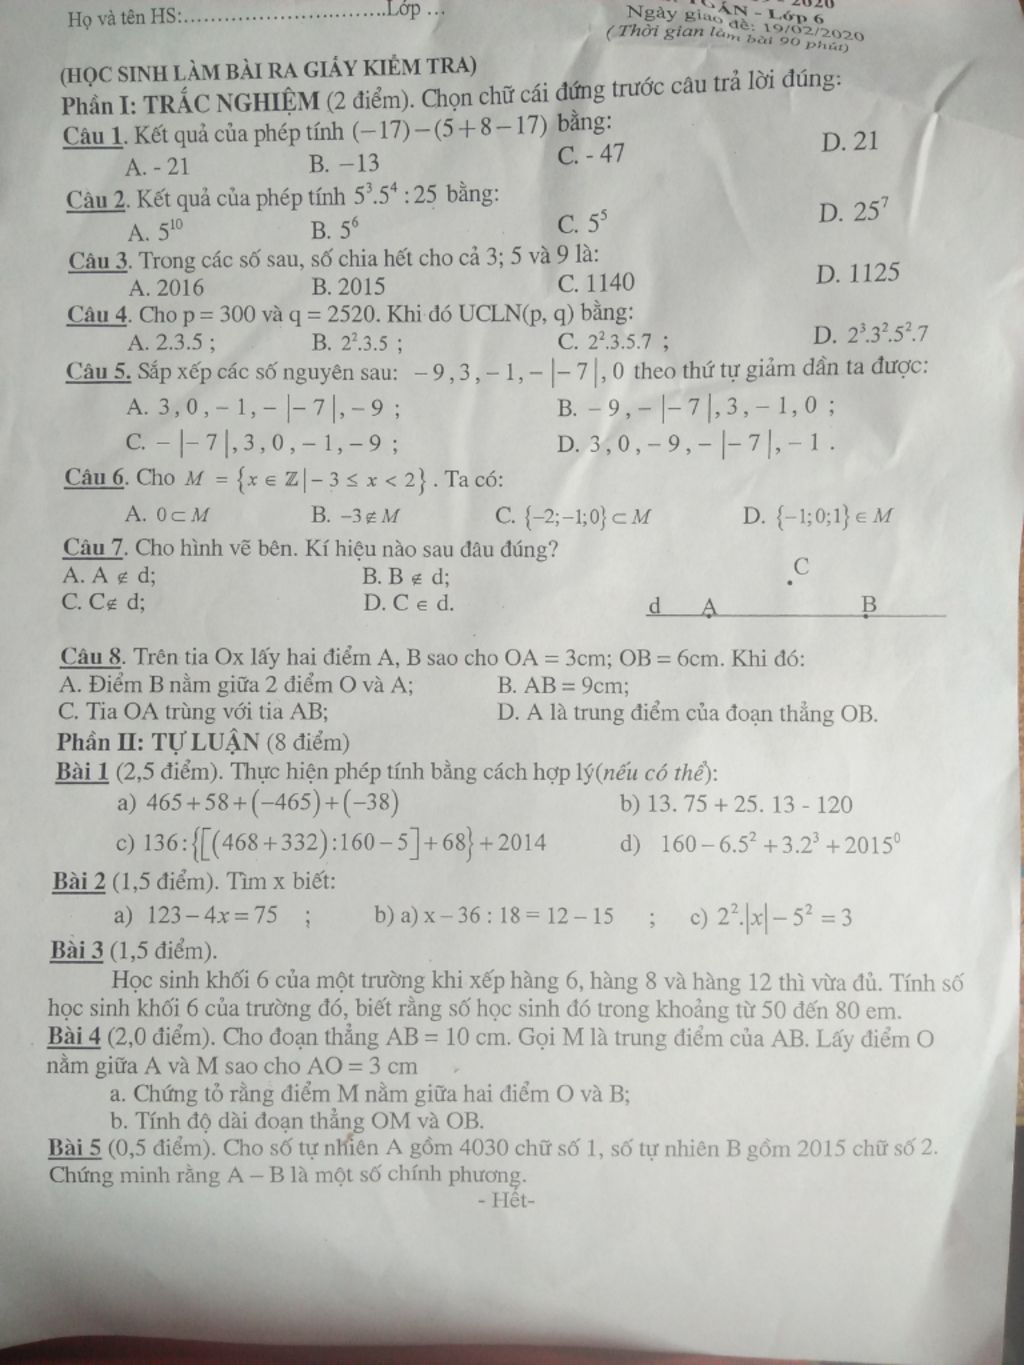 Họ và tên HS:...............................Lớp ...
ÁN - Lớp 6
Ngày giao đề: 19/02/2020
(Thời gian làm bài 90 phút)
(HỌC SINH LÀM BÀI RA GIẤY KIỂM TRA)
Phần I: TRẮC NGHIỆM (2 điểm). Chọn chữ cái đứng trước câu trả lời đúng:
Câu 1. Kết quả của phép tính (−17)−(5+8−17) bằng:
A. - 21 B. −13 C. - 47 D. 21
Câu 2. Kết quả của phép tính 5³.5⁴ : 25 bằng:
A. 5¹⁰ B. 5⁶ C. 5⁵ D. 25⁷
Câu 3. Trong các số sau, số chia hết cho cả 3; 5 và 9 là:
A. 2016 B. 2015 C. 1140 D. 1125
Câu 4. Cho p = 300 và q = 2520. Khi đó UCLN(p, q) bằng:
A. 2.3.5 ; B. 2².3.5 ; C. 2².3.5.7 ; D. 2³.3².5².7
Câu 5. Sắp xếp các số nguyên sau: − 9 , 3 , − 1 , − |− 7| , 0 theo thứ tự giảm dần ta được:
A. 3 , 0 , − 1 , − |− 7| , − 9 ; B. − 9 , − |− 7| , 3 , − 1 , 0 ;
C. − |− 7| , 3 , 0 , − 1 , − 9 ; D. 3 , 0 , − 9 , − |− 7| , − 1 .
Câu 6. Cho M = {x ∈ ℤ | − 3 ≤ x < 2} . Ta có:
A. 0 ⊂ M B. −3 ∉ M C. {−2;−1;0} ⊂ M D. {−1;0;1} ∈ M
Câu 7. Cho hình vẽ bên. Kí hiệu nào sau đâu đúng?
A. A ∉ d; B. B ∉ d;
C. C∉ d; D. C ∈ d.
C
d A B
Câu 8. Trên tia Ox lấy hai điểm A, B sao cho OA = 3cm; OB = 6cm. Khi đó:
A. Điểm B nằm giữa 2 điểm O và A; B. AB = 9cm;
C. Tia OA trùng với tia AB; D. A là trung điểm của đoạn thẳng OB.
Phần II: TỰ LUẬN (8 điểm)
Bài 1 (2,5 điểm). Thực hiện phép tính bằng cách hợp lý(nếu có thể):
a) 465+58+(−465)+(−38) b) 13. 75 + 25. 13 - 120
c) 136:{[(468+332):160−5]+68}+2014 d) 160−6.5²+3.2³+2015⁰
Bài 2 (1,5 điểm). Tìm x biết:
a) 123−4x=75 ; b) a) x – 36 : 18 = 12 – 15 ; c) 2².|x|−5² = 3
Bài 3 (1,5 điểm).
Học sinh khối 6 của một trường khi xếp hàng 6, hàng 8 và hàng 12 thì vừa đủ. Tính số
học sinh khối 6 của trường đó, biết rằng số học sinh đó trong khoảng từ 50 đến 80 em.
Bài 4 (2,0 điểm). Cho đoạn thẳng AB = 10 cm. Gọi M là trung điểm của AB. Lấy điểm O
nằm giữa A và M sao cho AO = 3 cm
a. Chứng tỏ rằng điểm M nằm giữa hai điểm O và B;
b. Tính độ dài đoạn thẳng OM và OB.
Bài 5 (0,5 điểm). Cho số tự nhiên A gồm 4030 chữ số 1, số tự nhiên B gồm 2015 chữ số 2.
Chứng minh rằng A – B là một số chính phương.
- Hết-